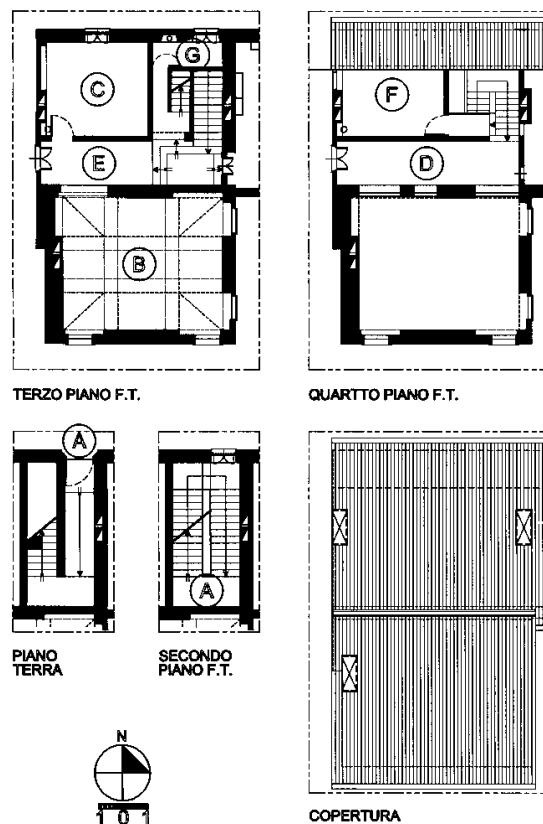 G
C
E
B
TERZO PIANO F.T.
F
D
QUARTTO PIANO F.T.
A
PIANO
TERRA
A
SECONDO
PIANO F.T.
N
1 0 1
COPERTURA